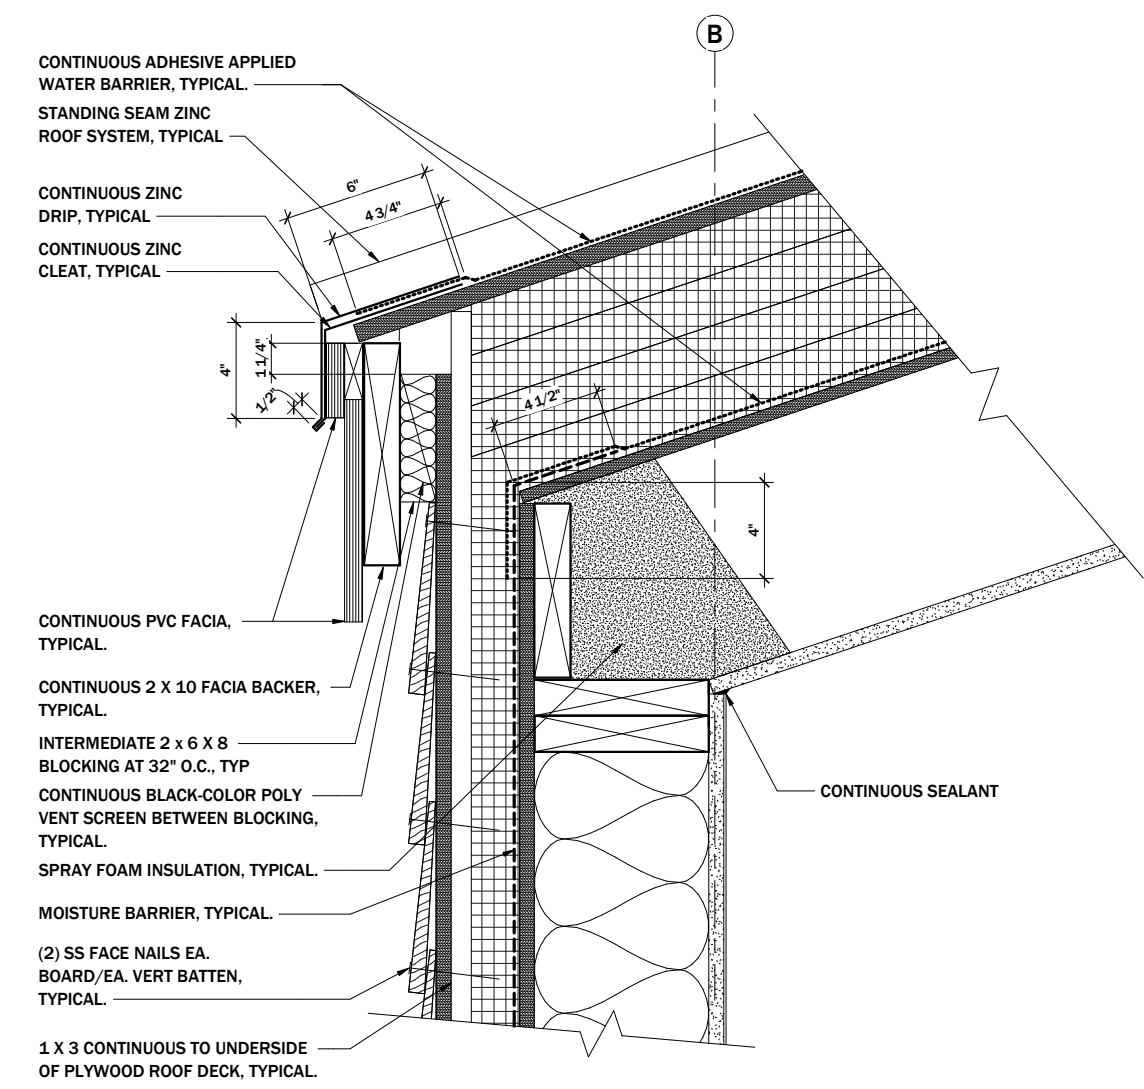 B
CONTINUOUS ADHESIVE APPLIED
WATER BARRIER, TYPICAL.
STANDING SEAM ZINC
ROOF SYSTEM, TYPICAL
CONTINUOUS ZINC
DRIP, TYPICAL
CONTINUOUS ZINC
CLEAT, TYPICAL
6"
4 3/4"
4"
1 1/4"
1/2"
4 1/2"
4"
CONTINUOUS PVC FACIA,
TYPICAL.
CONTINUOUS 2 X 10 FACIA BACKER,
TYPICAL.
INTERMEDIATE 2 x 6 X 8
BLOCKING AT 32" O.C., TYP
CONTINUOUS BLACK-COLOR POLY
VENT SCREEN BETWEEN BLOCKING,
TYPICAL.
SPRAY FOAM INSULATION, TYPICAL.
MOISTURE BARRIER, TYPICAL.
(2) SS FACE NAILS EA.
BOARD/EA. VERT BATTEN,
TYPICAL.
1 X 3 CONTINUOUS TO UNDERSIDE
OF PLYWOOD ROOF DECK, TYPICAL.
CONTINUOUS SEALANT